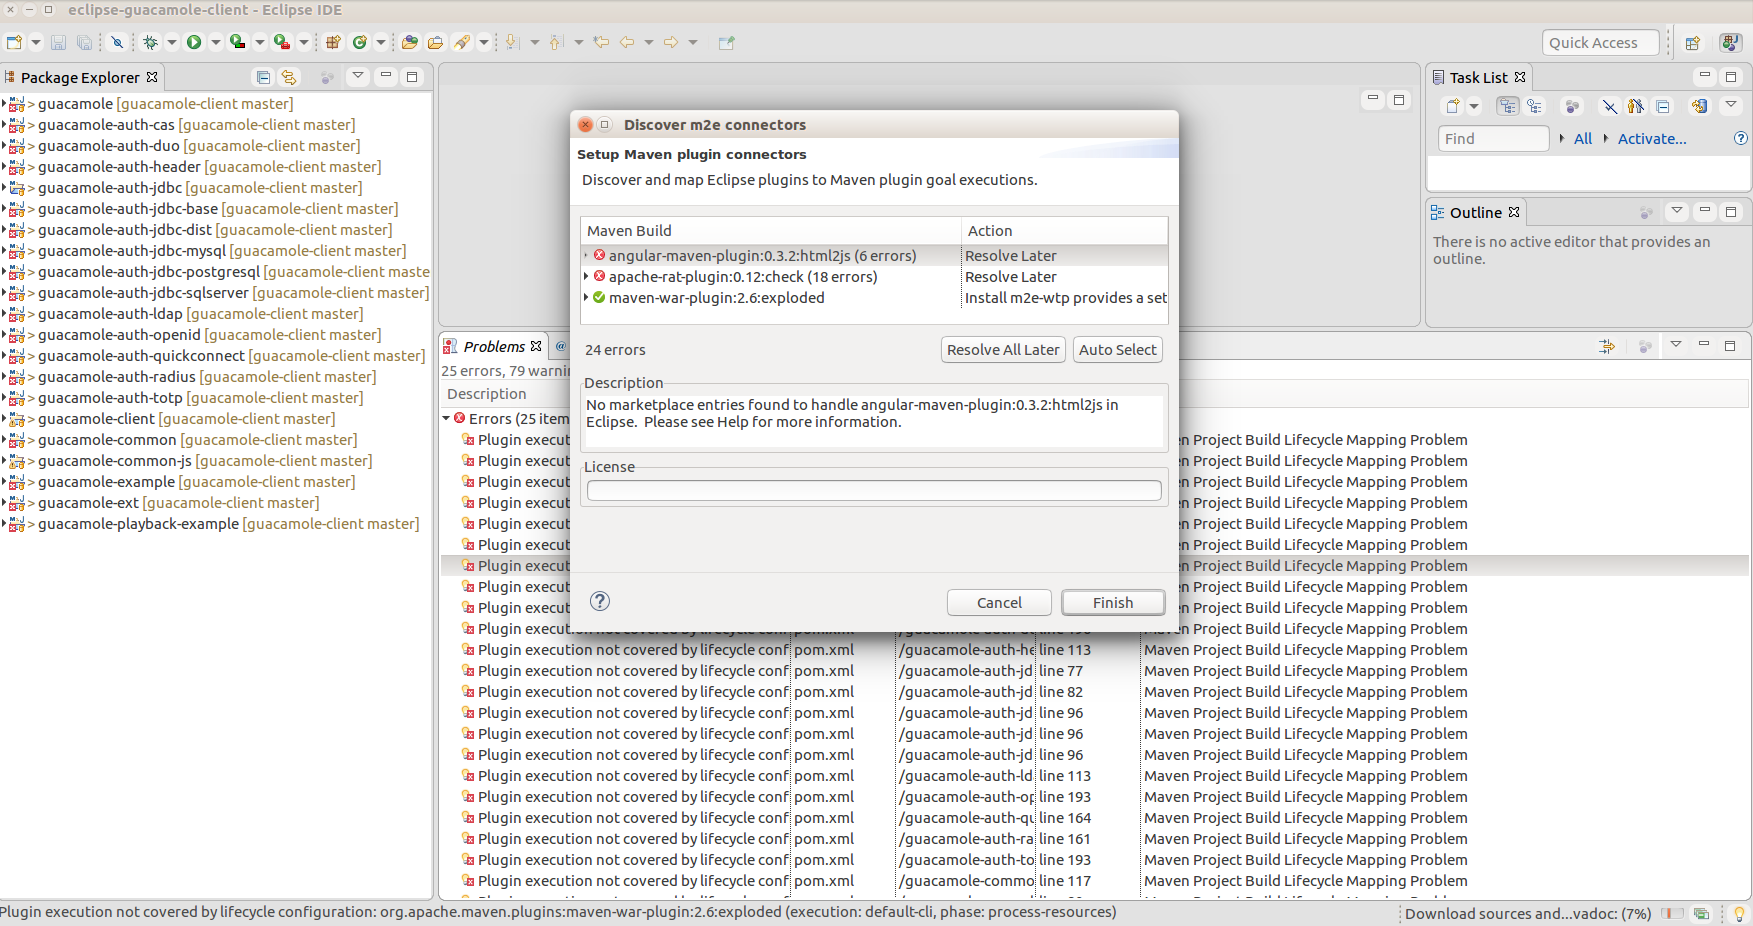 eclipse-guacamole-client - Eclipse IDE
Quick Access
Package Explorer
> guacamole [guacamole-client master]
> guacamole-auth-cas [guacamole-client master]
> guacamole-auth-duo [guacamole-client master]
> guacamole-auth-header [guacamole-client master]
> guacamole-auth-jdbc [guacamole-client master]
> guacamole-auth-jdbc-base [guacamole-client master]
> guacamole-auth-jdbc-dist [guacamole-client master]
> guacamole-auth-jdbc-mysql [guacamole-client master]
> guacamole-auth-jdbc-postgresql [guacamole-client maste
> guacamole-auth-jdbc-sqlserver [guacamole-client master]
> guacamole-auth-ldap [guacamole-client master]
> guacamole-auth-openid [guacamole-client master]
> guacamole-auth-quickconnect [guacamole-client master]
> guacamole-auth-radius [guacamole-client master]
> guacamole-auth-totp [guacamole-client master]
> guacamole-client [guacamole-client master]
> guacamole-common [guacamole-client master]
> guacamole-common-js [guacamole-client master]
> guacamole-example [guacamole-client master]
> guacamole-ext [guacamole-client master]
> guacamole-playback-example [guacamole-client master]
Discover m2e connectors
Setup Maven plugin connectors
Discover and map Eclipse plugins to Maven plugin goal executions.
Maven Build Action
angular-maven-plugin:0.3.2:html2js (6 errors) Resolve Later
apache-rat-plugin:0.12:check (18 errors) Resolve Later
maven-war-plugin:2.6:exploded Install m2e-wtp provides a set
24 errors Resolve All Later Auto Select
Description
No marketplace entries found to handle angular-maven-plugin:0.3.2:html2js in
Eclipse. Please see Help for more information.
License
Cancel Finish
Task List
Find All Activate...
Outline
There is no active editor that provides an
outline.
Problems @
25 errors, 79 warnin
Description
Errors (25 item
Plugin execut en Project Build Lifecycle Mapping Problem
Plugin execut en Project Build Lifecycle Mapping Problem
Plugin execut en Project Build Lifecycle Mapping Problem
Plugin execut en Project Build Lifecycle Mapping Problem
Plugin execut en Project Build Lifecycle Mapping Problem
Plugin execut en Project Build Lifecycle Mapping Problem
Plugin execut en Project Build Lifecycle Mapping Problem
Plugin execut en Project Build Lifecycle Mapping Problem
Plugin execut en Project Build Lifecycle Mapping Problem
Plugin execution not covered by lifecycle conf pom.xml Maven Project Build Lifecycle Mapping Problem
Plugin execution not covered by lifecycle conf pom.xml /guacamole-auth-he line 113 Maven Project Build Lifecycle Mapping Problem
Plugin execution not covered by lifecycle conf pom.xml /guacamole-auth-jd line 77 Maven Project Build Lifecycle Mapping Problem
Plugin execution not covered by lifecycle conf pom.xml /guacamole-auth-jd line 82 Maven Project Build Lifecycle Mapping Problem
Plugin execution not covered by lifecycle conf pom.xml /guacamole-auth-jd line 96 Maven Project Build Lifecycle Mapping Problem
Plugin execution not covered by lifecycle conf pom.xml /guacamole-auth-jd line 96 Maven Project Build Lifecycle Mapping Problem
Plugin execution not covered by lifecycle conf pom.xml /guacamole-auth-jd line 96 Maven Project Build Lifecycle Mapping Problem
Plugin execution not covered by lifecycle conf pom.xml /guacamole-auth-ld line 113 Maven Project Build Lifecycle Mapping Problem
Plugin execution not covered by lifecycle conf pom.xml /guacamole-auth-op line 193 Maven Project Build Lifecycle Mapping Problem
Plugin execution not covered by lifecycle conf pom.xml /guacamole-auth-qu line 164 Maven Project Build Lifecycle Mapping Problem
Plugin execution not covered by lifecycle conf pom.xml /guacamole-auth-ra line 161 Maven Project Build Lifecycle Mapping Problem
Plugin execution not covered by lifecycle conf pom.xml /guacamole-auth-to line 193 Maven Project Build Lifecycle Mapping Problem
Plugin execution not covered by lifecycle conf pom.xml /guacamole-commo line 117 Maven Project Build Lifecycle Mapping Problem
Plugin execution not covered by lifecycle configuration: org.apache.maven.plugins:maven-war-plugin:2.6:exploded (execution: default-cli, phase: process-resources)
Download sources and...vadoc: (7%)